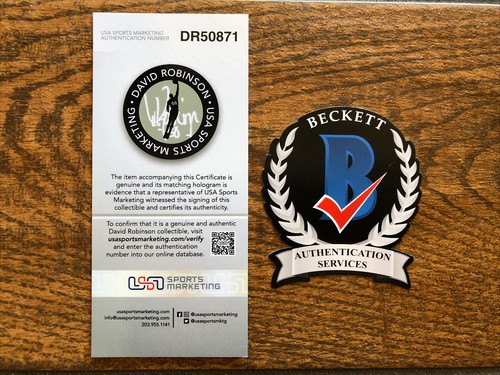 USA SPORTS MARKETING
AUTHENTICATION NUMBER
DR50871
• DAVID ROBINSON •
USA SPORTS MARKETING
50
The item accompanying this Certificate is
genuine and its matching hologram is
evidence that a representative of USA Sports
Marketing witnessed the signing of this
collectible and certifies its authenticity.
To confirm that it is a genuine and authentic
David Robinson collectible, visit
usasportsmarketing.com/verify
and enter the authentication
number into our online database.
USA SPORTS
MARKETING
usasportsmarketing.com
info@usasportsmarketing.com
203.953.1141
@usasportsmarketing
@usasportsmktg
BECKETT
B
AUTHENTICATION
SERVICES